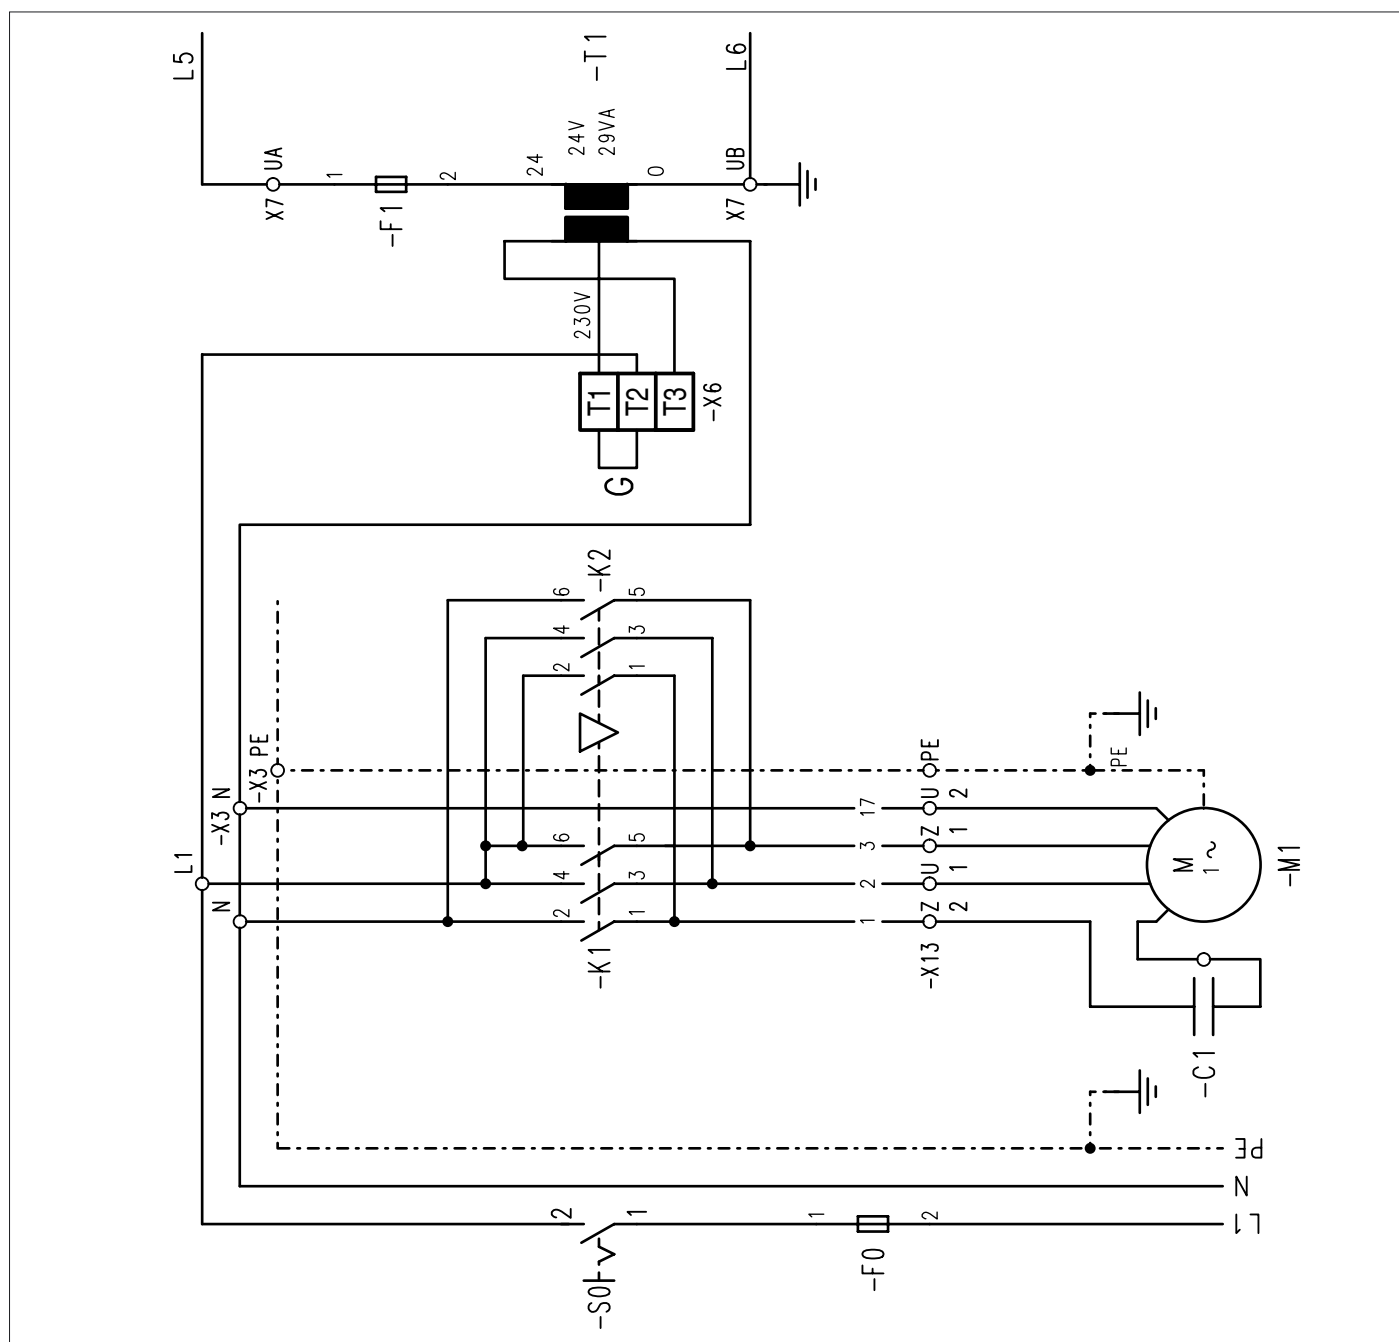 L1
L5
N
-X3 N
-X3 PE
X7 UA
1
-F1
2
24
2
2 4 6
2 4 6
24V
29VA
-T1
230V
-S0
-K1
-K2
T1
T2
T3
G
-X6
1
1 3 5
1 3 5
0
X7 UB
L6
1
-F0
2
1 2 3 17
-X13 Z U Z U PE
2 1 1 2
PE
M
1~
-M1
-C1
L1
N
PE